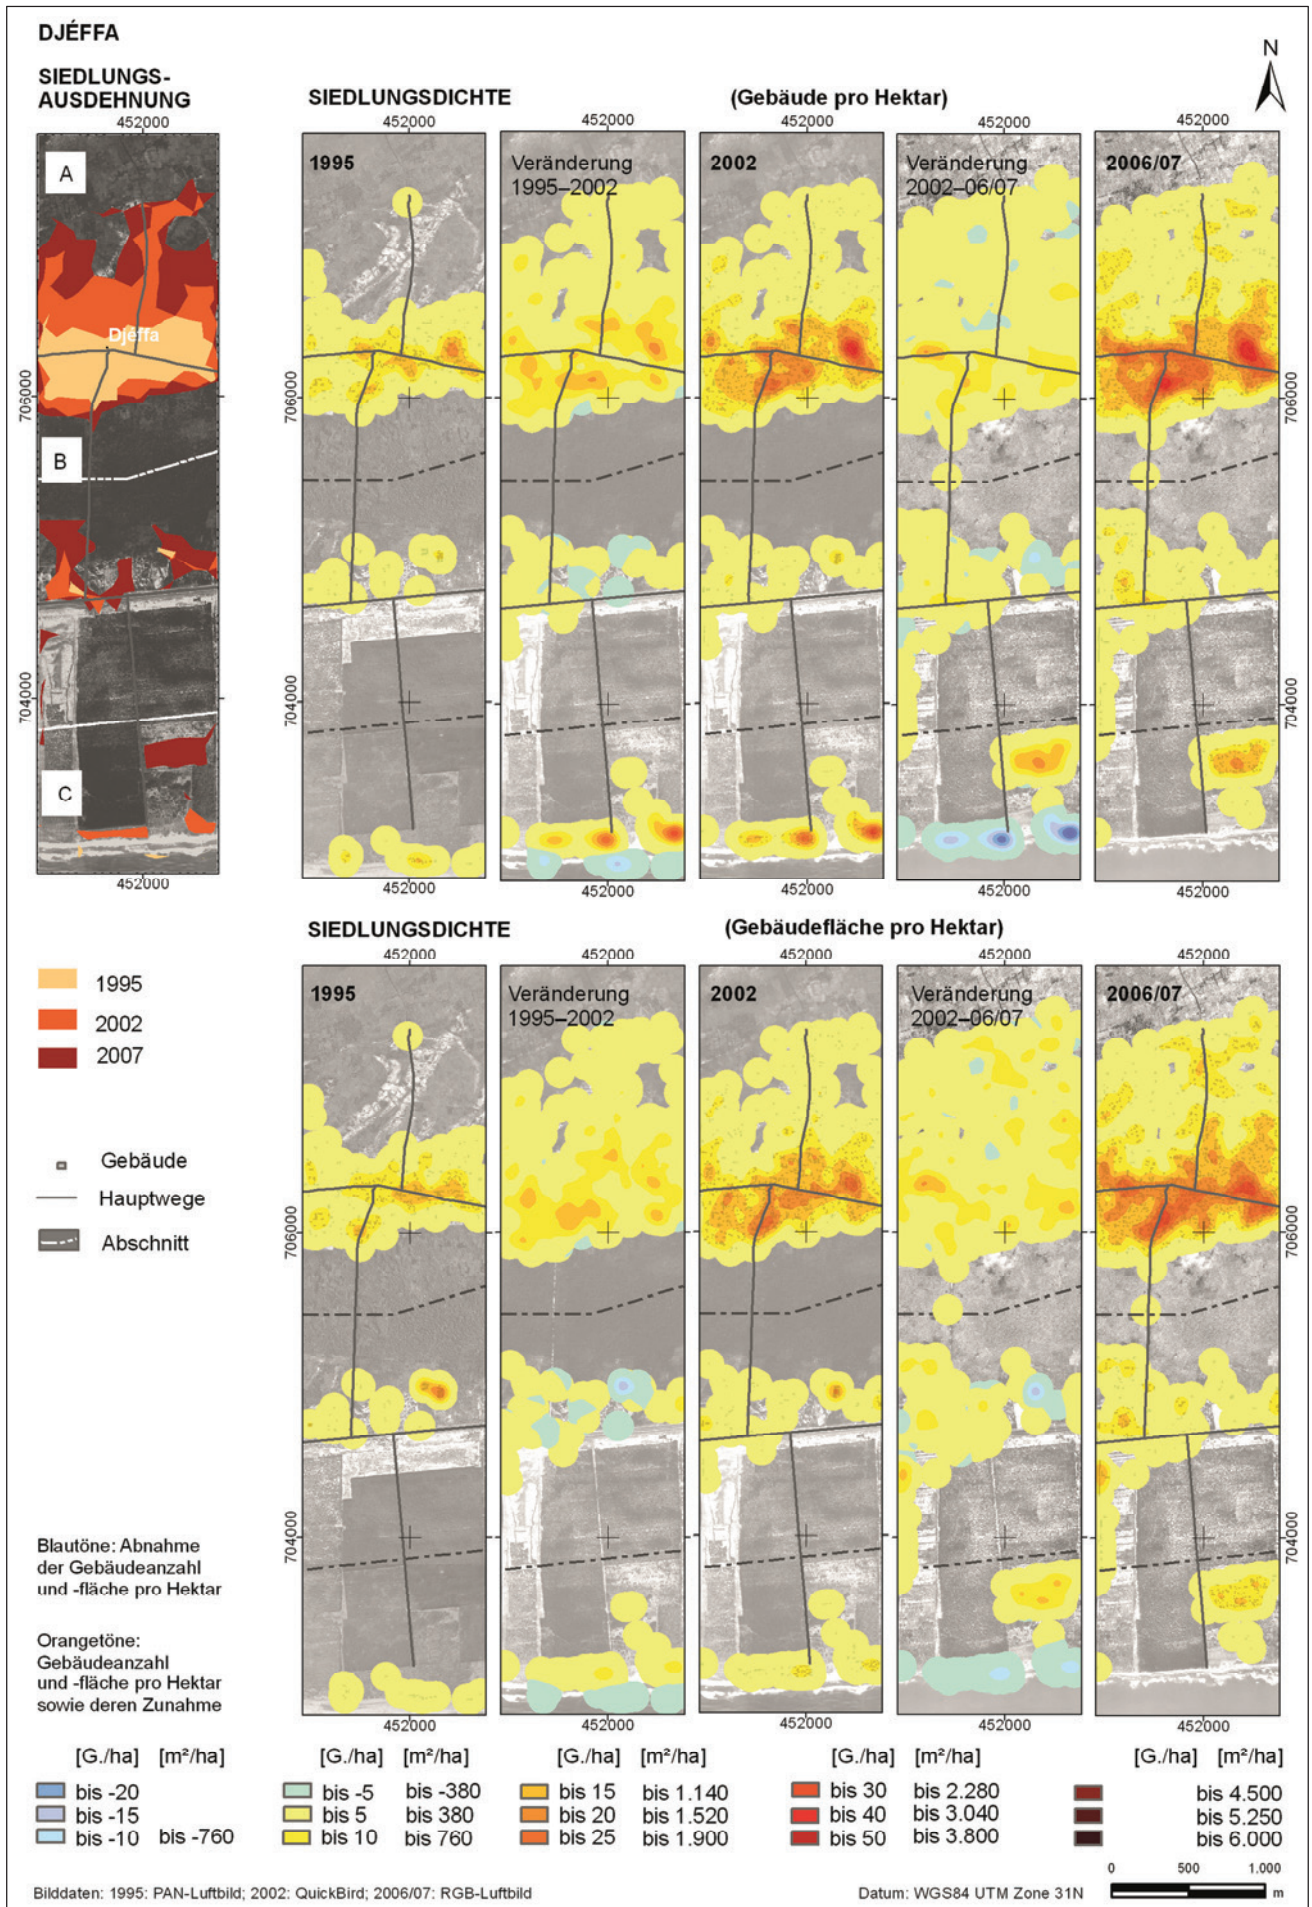 DJÉFFA
SIEDLUNGS-
AUSDEHNUNG
SIEDLUNGSDICHTE (Gebäude pro Hektar)
N
452000 452000 452000 452000 452000 452000
A
1995
Veränderung
1995–2002
2002
Veränderung
2002–06/07
2006/07
Djéffa
706000 706000
B
704000 704000
C
452000 452000 452000 452000 452000 452000
SIEDLUNGSDICHTE (Gebäudefläche pro Hektar)
452000 452000 452000 452000 452000
1995
Veränderung
1995–2002
2002
Veränderung
2002–06/07
2006/07
1995
2002
2007
Gebäude
Hauptwege
Abschnitt
706000 706000
704000 704000
Blautöne: Abnahme
der Gebäudeanzahl
und -fläche pro Hektar
Orangetöne:
Gebäudeanzahl
und -fläche pro Hektar
sowie deren Zunahme
452000 452000 452000 452000 452000
[G./ha] [m²/ha] [G./ha] [m²/ha] [G./ha] [m²/ha] [G./ha] [m²/ha] [G./ha] [m²/ha]
bis -20 bis -5 bis -380 bis 15 bis 1.140 bis 30 bis 2.280 bis 4.500
bis -15 bis 5 bis 380 bis 20 bis 1.520 bis 40 bis 3.040 bis 5.250
bis -10 bis -760 bis 10 bis 760 bis 25 bis 1.900 bis 50 bis 3.800 bis 6.000
0 500 1.000
m
Bilddaten: 1995: PAN-Luftbild; 2002: QuickBird; 2006/07: RGB-Luftbild Datum: WGS84 UTM Zone 31N